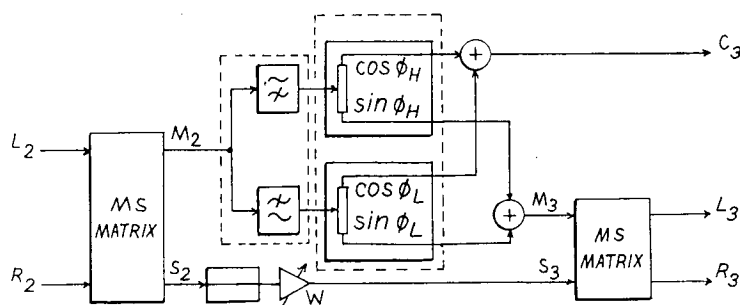 C₃
cos ϕH
sin ϕH
L₂
M₂
MS
MATRIX
cos ϕL
sin ϕL
M₃
L₃
MS
MATRIX
R₂
S₂
W
S₃
R₃